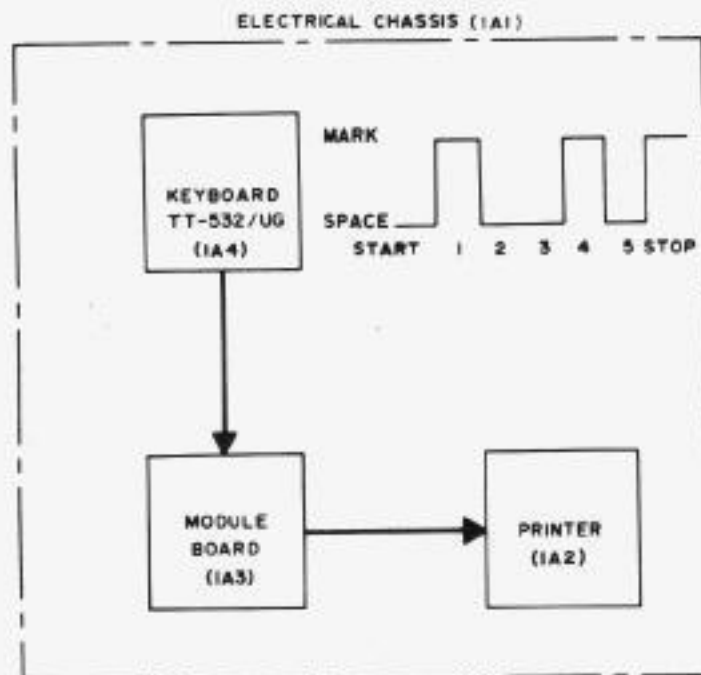 ELECTRICAL CHASSIS (1A1)
KEYBOARD
TT-532/UG
(1A4)
MARK
SPACE
START 1 2 3 4 5 STOP
MODULE
BOARD
(1A3)
PRINTER
(1A2)